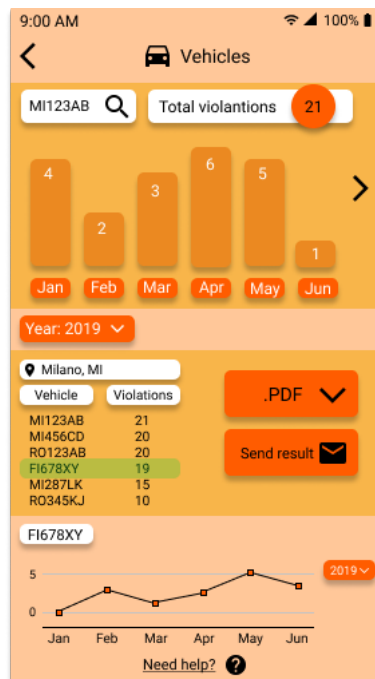 9:00 AM 100%
Vehicles
MI123AB Total violantions 21
4 2 3 6 5 1
Jan Feb Mar Apr May Jun
Year: 2019
Milano, MI
Vehicle Violations
MI123AB 21
MI456CD 20
RO123AB 20
FI678XY 19
MI287LK 15
RO345KJ 10
.PDF
Send result
FI678XY
2019
5
0
Jan Feb Mar Apr May Jun
Need help? ?